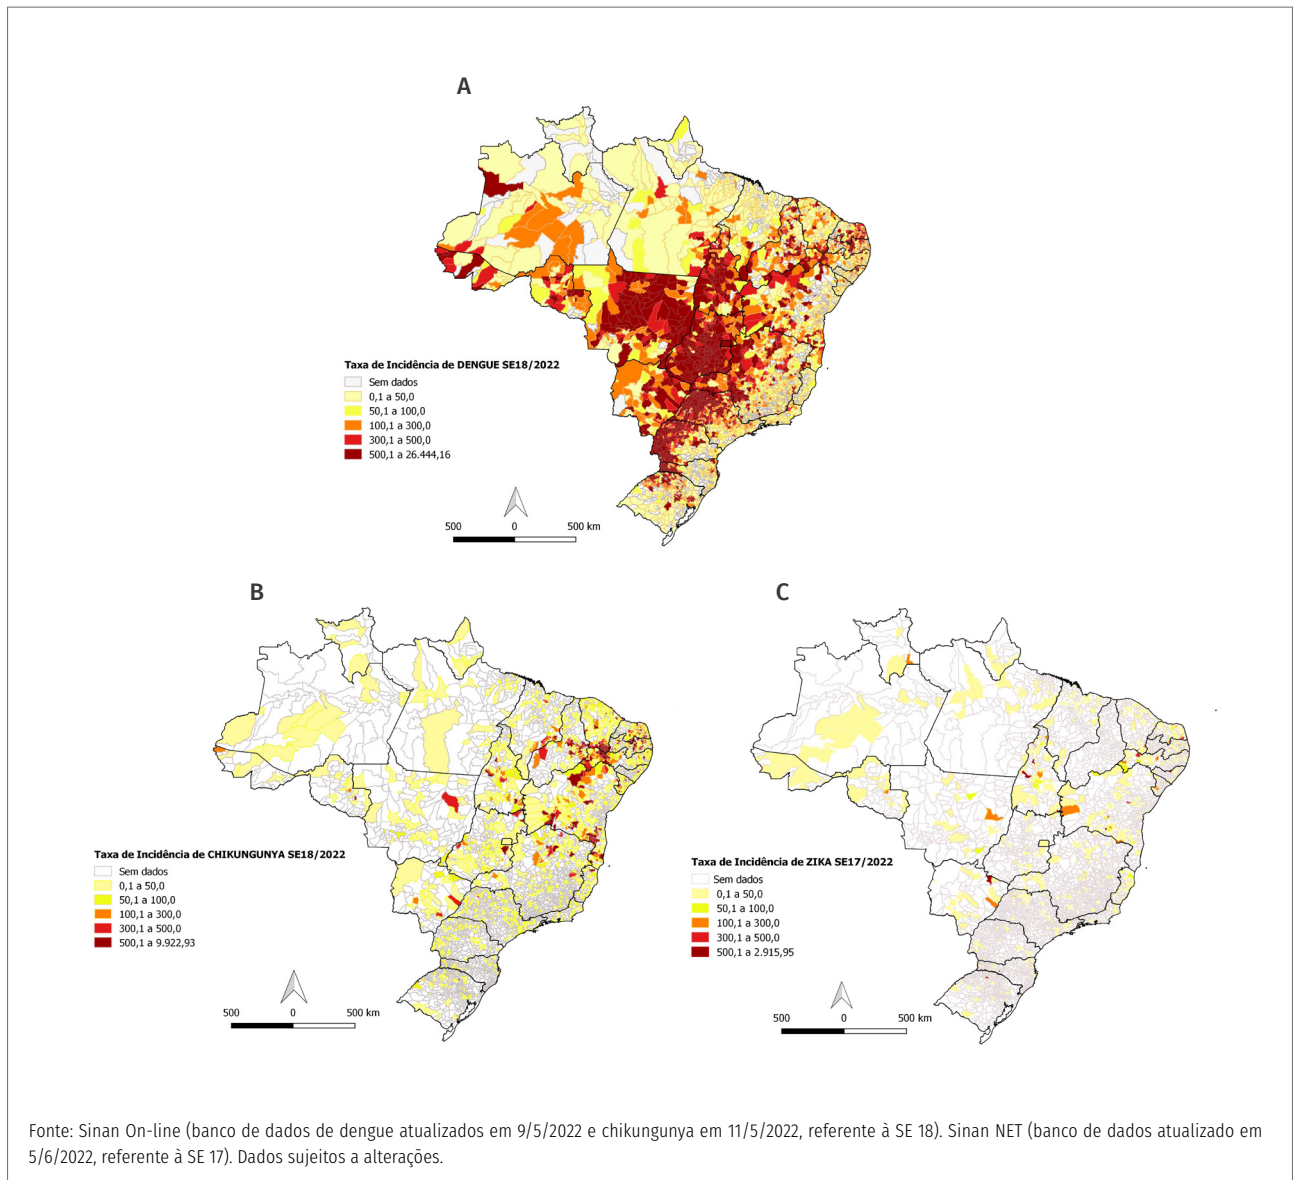 A
Taxa de Incidência de DENGUE SE18/2022
Sem dados
0,1 a 50,0
50,1 a 100,0
100,1 a 300,0
300,1 a 500,0
500,1 a 26.444,16
500 0 500 km
B
Taxa de Incidência de CHIKUNGUNYA SE18/2022
Sem dados
0,1 a 50,0
50,1 a 100,0
100,1 a 300,0
300,1 a 500,0
500,1 a 9.922,93
500 0 500 km
C
Taxa de Incidência de ZIKA SE17/2022
Sem dados
0,1 a 50,0
50,1 a 100,0
100,1 a 300,0
300,1 a 500,0
500,1 a 2.915,95
500 0 500 km
Fonte: Sinan On-line (banco de dados de dengue atualizados em 9/5/2022 e chikungunya em 11/5/2022, referente à SE 18). Sinan NET (banco de dados atualizado em
5/6/2022, referente à SE 17). Dados sujeitos a alterações.